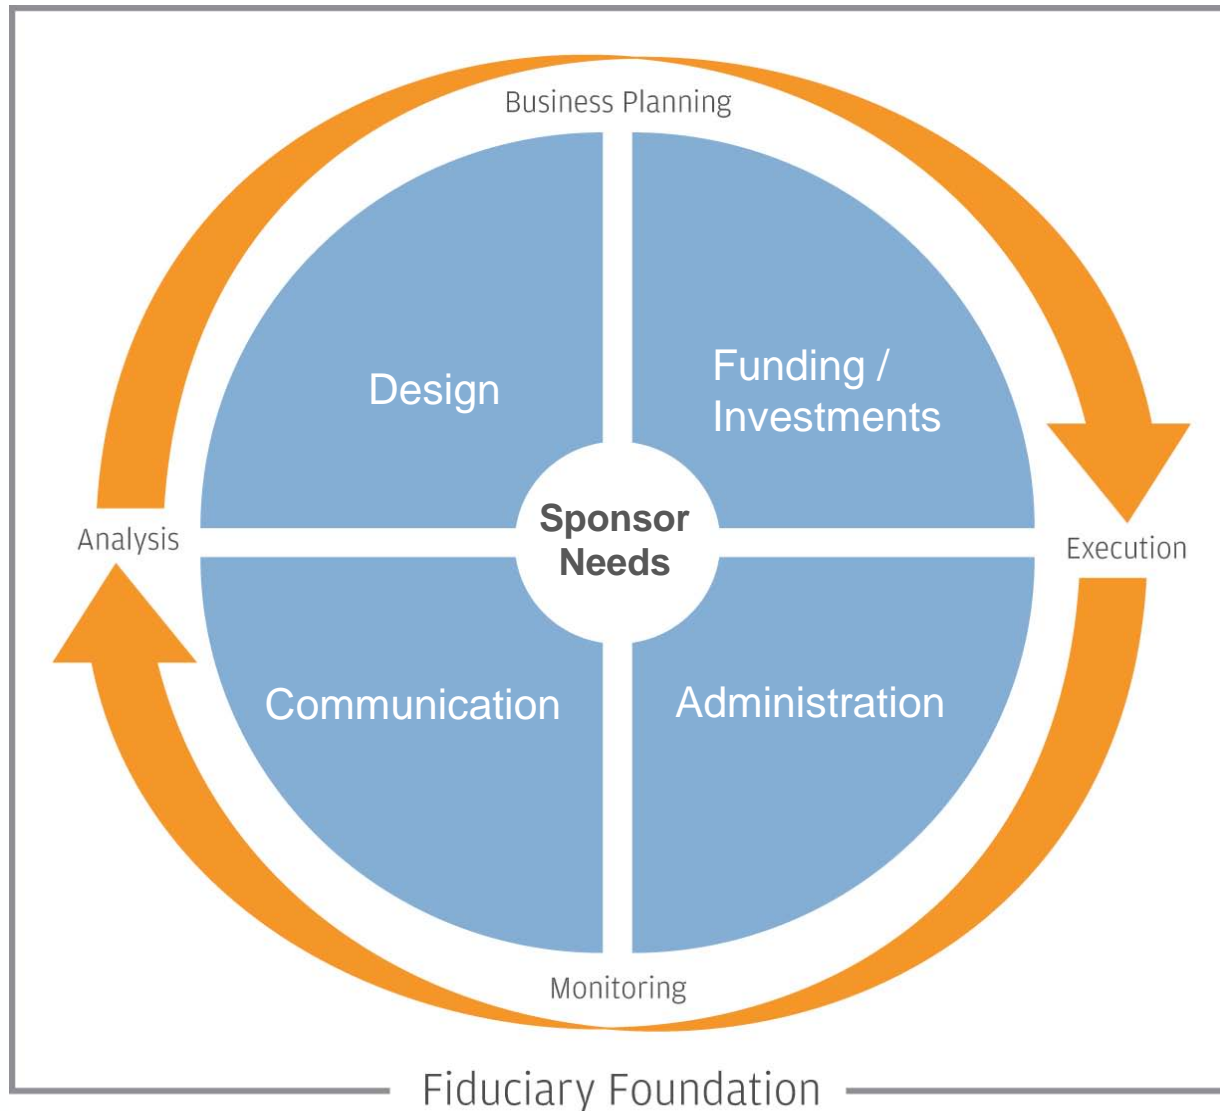 Business Planning
Design
Funding /
Investments
Sponsor
Needs
Analysis
Execution
Communication
Administration
Monitoring
Fiduciary Foundation